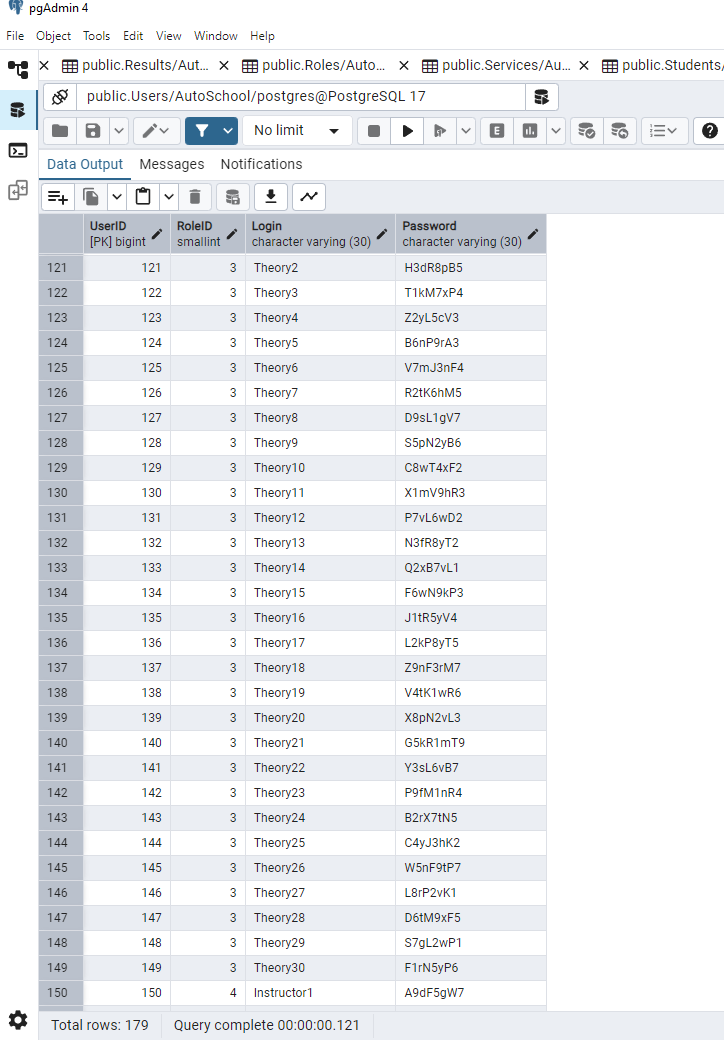 pgAdmin 4
File Object Tools Edit View Window Help
public.Results/Aut... public.Roles/Auto... public.Services/Au... public.Students/
public.Users/AutoSchool/postgres@PostgreSQL 17
No limit
Data Output Messages Notifications
UserID RoleID Login Password
[PK] bigint smallint character varying (30) character varying (30)
121 121 3 Theory2 H3dR8pB5
122 122 3 Theory3 T1kM7xP4
123 123 3 Theory4 Z2yL5cV3
124 124 3 Theory5 B6nP9rA3
125 125 3 Theory6 V7mJ3nF4
126 126 3 Theory7 R2tK6hM5
127 127 3 Theory8 D9sL1gV7
128 128 3 Theory9 S5pN2yB6
129 129 3 Theory10 C8wT4xF2
130 130 3 Theory11 X1mV9hR3
131 131 3 Theory12 P7vL6wD2
132 132 3 Theory13 N3fR8yT2
133 133 3 Theory14 Q2xB7vL1
134 134 3 Theory15 F6wN9kP3
135 135 3 Theory16 J1tR5yV4
136 136 3 Theory17 L2kP8yT5
137 137 3 Theory18 Z9nF3rM7
138 138 3 Theory19 V4tK1wR6
139 139 3 Theory20 X8pN2vL3
140 140 3 Theory21 G5kR1mT9
141 141 3 Theory22 Y3sL6vB7
142 142 3 Theory23 P9fM1nR4
143 143 3 Theory24 B2rX7tN5
144 144 3 Theory25 C4yJ3hK2
145 145 3 Theory26 W5nF9tP7
146 146 3 Theory27 L8rP2vK1
147 147 3 Theory28 D6tM9xF5
148 148 3 Theory29 S7gL2wP1
149 149 3 Theory30 F1rN5yP6
150 150 4 Instructor1 A9dF5gW7
Total rows: 179 Query complete 00:00:00.121